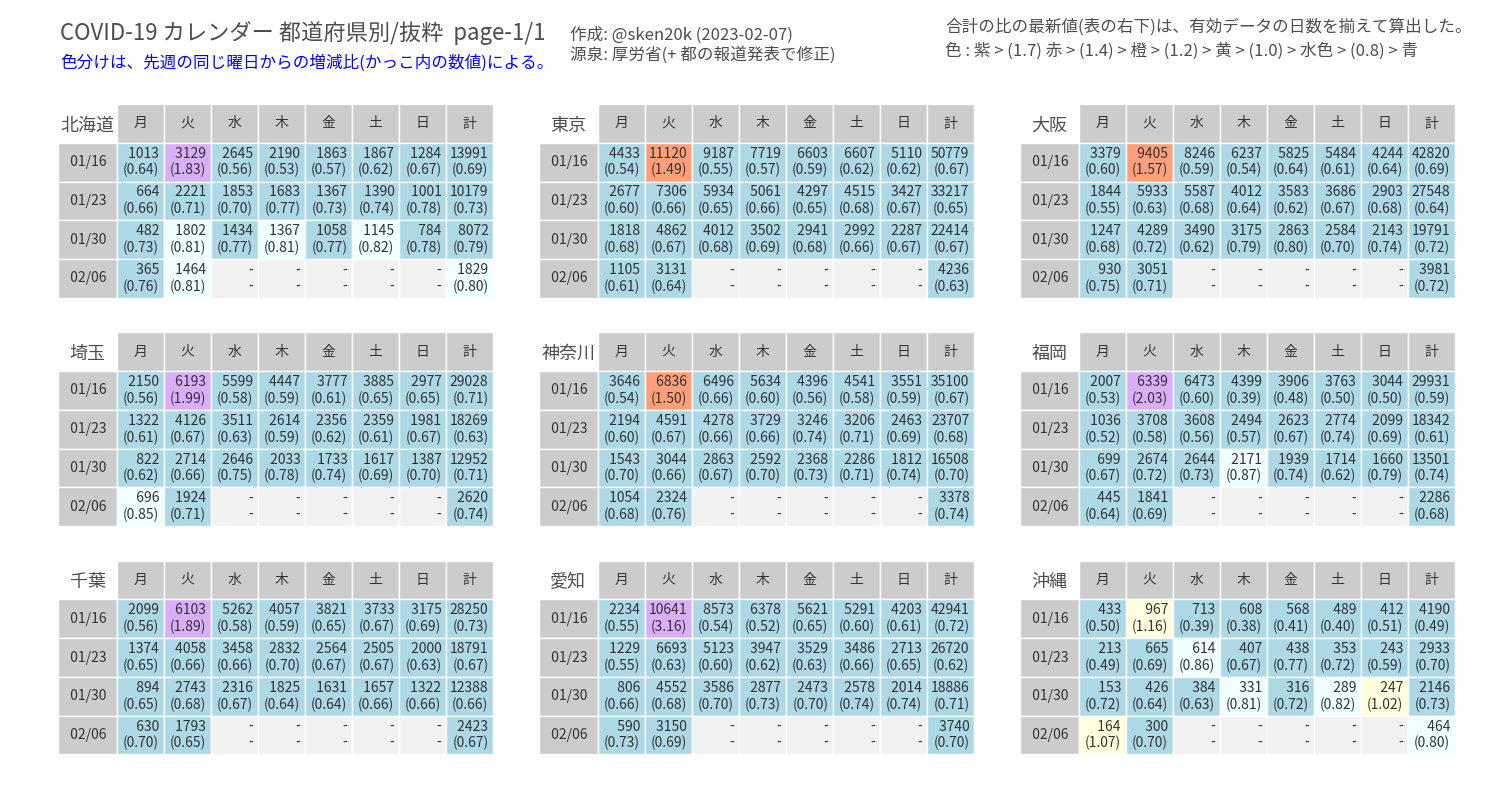 COVID-19 カレンダー 都道府県別/抜粋 page-1/1
色分けは、先週の同じ曜日からの増減比(かっこ内の数値)による。
作成: @sken20k (2023-02-07)
源泉: 厚労省(+ 都の報道発表で修正)
合計の比の最新値(表の右下)は、有効データの日数を揃えて算出した。
色 : 紫 > (1.7) 赤 > (1.4) > 橙 > (1.2) > 黄 > (1.0) > 水色 > (0.8) > 青
北海道 月 火 水 木 金 土 日 計
01/16 1013 3129 2645 2190 1863 1867 1284 13991
(0.64) (1.83) (0.56) (0.53) (0.57) (0.62) (0.67) (0.69)
01/23 664 2221 1853 1683 1367 1390 1001 10179
(0.66) (0.71) (0.70) (0.77) (0.73) (0.74) (0.78) (0.73)
01/30 482 1802 1434 1367 1058 1145 784 8072
(0.73) (0.81) (0.77) (0.81) (0.77) (0.82) (0.78) (0.79)
02/06 365 1464 - - - - - 1829
(0.76) (0.81) - - - - - (0.80)
東京 月 火 水 木 金 土 日 計
01/16 4433 11120 9187 7719 6603 6607 5110 50779
(0.54) (1.49) (0.55) (0.57) (0.59) (0.62) (0.62) (0.67)
01/23 2677 7306 5934 5061 4297 4515 3427 33217
(0.60) (0.66) (0.65) (0.66) (0.65) (0.68) (0.67) (0.65)
01/30 1818 4862 4012 3502 2941 2992 2287 22414
(0.68) (0.67) (0.68) (0.69) (0.68) (0.66) (0.67) (0.67)
02/06 1105 3131 - - - - - 4236
(0.61) (0.64) - - - - - (0.63)
大阪 月 火 水 木 金 土 日 計
01/16 3379 9405 8246 6237 5825 5484 4244 42820
(0.60) (1.57) (0.59) (0.54) (0.64) (0.61) (0.64) (0.69)
01/23 1844 5933 5587 4012 3583 3686 2903 27548
(0.55) (0.63) (0.68) (0.64) (0.62) (0.67) (0.68) (0.64)
01/30 1247 4289 3490 3175 2863 2584 2143 19791
(0.68) (0.72) (0.62) (0.79) (0.80) (0.70) (0.74) (0.72)
02/06 930 3051 - - - - - 3981
(0.75) (0.71) - - - - - (0.72)
埼玉 月 火 水 木 金 土 日 計
01/16 2150 6193 5599 4447 3777 3885 2977 29028
(0.56) (1.99) (0.58) (0.59) (0.61) (0.65) (0.65) (0.71)
01/23 1322 4126 3511 2614 2356 2359 1981 18269
(0.61) (0.67) (0.63) (0.59) (0.62) (0.61) (0.67) (0.63)
01/30 822 2714 2646 2033 1733 1617 1387 12952
(0.62) (0.66) (0.75) (0.78) (0.74) (0.69) (0.70) (0.71)
02/06 696 1924 - - - - - 2620
(0.85) (0.71) - - - - - (0.74)
神奈川 月 火 水 木 金 土 日 計
01/16 3646 6836 6496 5634 4396 4541 3551 35100
(0.54) (1.50) (0.66) (0.60) (0.56) (0.58) (0.59) (0.67)
01/23 2194 4591 4278 3729 3246 3206 2463 23707
(0.60) (0.67) (0.66) (0.66) (0.74) (0.71) (0.69) (0.68)
01/30 1543 3044 2863 2592 2368 2286 1812 16508
(0.70) (0.66) (0.67) (0.70) (0.73) (0.71) (0.74) (0.70)
02/06 1054 2324 - - - - - 3378
(0.68) (0.76) - - - - - (0.74)
福岡 月 火 水 木 金 土 日 計
01/16 2007 6339 6473 4399 3906 3763 3044 29931
(0.53) (2.03) (0.60) (0.39) (0.48) (0.50) (0.50) (0.59)
01/23 1036 3708 3608 2494 2623 2774 2099 18342
(0.52) (0.58) (0.56) (0.57) (0.67) (0.74) (0.69) (0.61)
01/30 699 2674 2644 2171 1939 1714 1660 13501
(0.67) (0.72) (0.73) (0.87) (0.74) (0.62) (0.79) (0.74)
02/06 445 1841 - - - - - 2286
(0.64) (0.69) - - - - - (0.68)
千葉 月 火 水 木 金 土 日 計
01/16 2099 6103 5262 4057 3821 3733 3175 28250
(0.56) (1.89) (0.58) (0.59) (0.65) (0.67) (0.69) (0.73)
01/23 1374 4058 3458 2832 2564 2505 2000 18791
(0.65) (0.66) (0.66) (0.70) (0.67) (0.67) (0.63) (0.67)
01/30 894 2743 2316 1825 1631 1657 1322 12388
(0.65) (0.68) (0.67) (0.64) (0.64) (0.66) (0.66) (0.66)
02/06 630 1793 - - - - - 2423
(0.70) (0.65) - - - - - (0.67)
愛知 月 火 水 木 金 土 日 計
01/16 2234 10641 8573 6378 5621 5291 4203 42941
(0.55) (3.16) (0.54) (0.52) (0.65) (0.60) (0.61) (0.72)
01/23 1229 6693 5123 3947 3529 3486 2713 26720
(0.55) (0.63) (0.60) (0.62) (0.63) (0.66) (0.65) (0.62)
01/30 806 4552 3586 2877 2473 2578 2014 18886
(0.66) (0.68) (0.70) (0.73) (0.70) (0.74) (0.74) (0.71)
02/06 590 3150 - - - - - 3740
(0.73) (0.69) - - - - - (0.70)
沖縄 月 火 水 木 金 土 日 計
01/16 433 967 713 608 568 489 412 4190
(0.50) (1.16) (0.39) (0.38) (0.41) (0.40) (0.51) (0.49)
01/23 213 665 614 407 438 353 243 2933
(0.49) (0.69) (0.86) (0.67) (0.77) (0.72) (0.59) (0.70)
01/30 153 426 384 331 316 289 247 2146
(0.72) (0.64) (0.63) (0.81) (0.72) (0.82) (1.02) (0.73)
02/06 164 300 - - - - - 464
(1.07) (0.70) - - - - - (0.80)